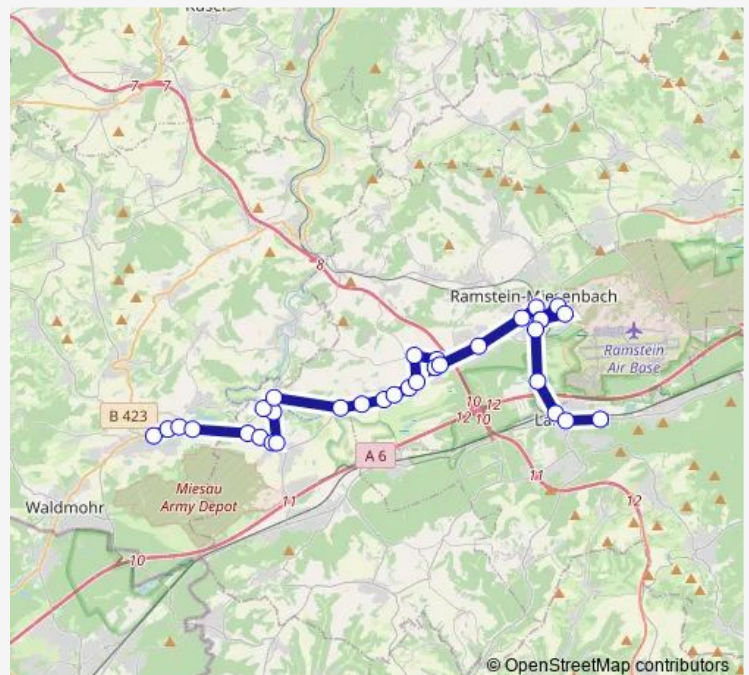 Kusel
7
7
8
Ramstein-Miesenbach
Ramstein
Air Base
10
12
12
10
B 423
A 6
11
Miesau
Army Depot
11
12
Waldmohr
10
© OpenStreetMap contributors